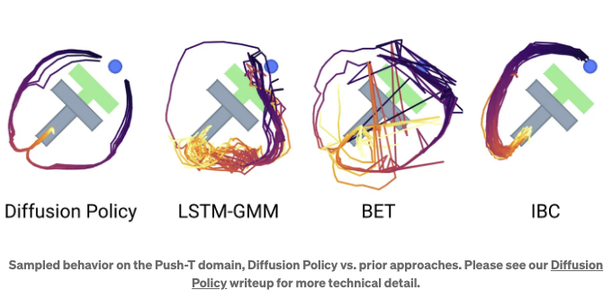 Diffusion Policy
LSTM-GMM
BET
IBC
Sampled behavior on the Push-T domain, Diffusion Policy vs. prior approaches. Please see our Diffusion
Policy writeup for more technical detail.